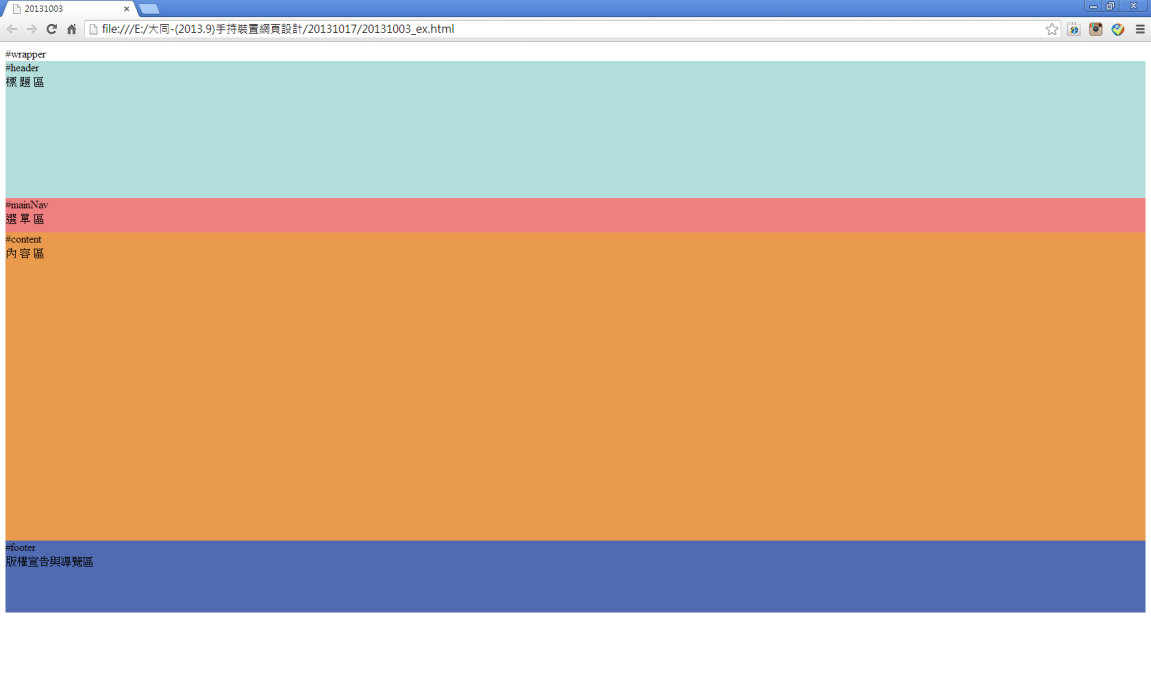 20131003
file:///E:/大同-(2013.9)手持裝置網頁設計/20131017/20131003_ex.html
#wrapper
#header
標 題 區
#mainNav
選 單 區
#content
內 容 區
#footer
版權宣告與導覽區